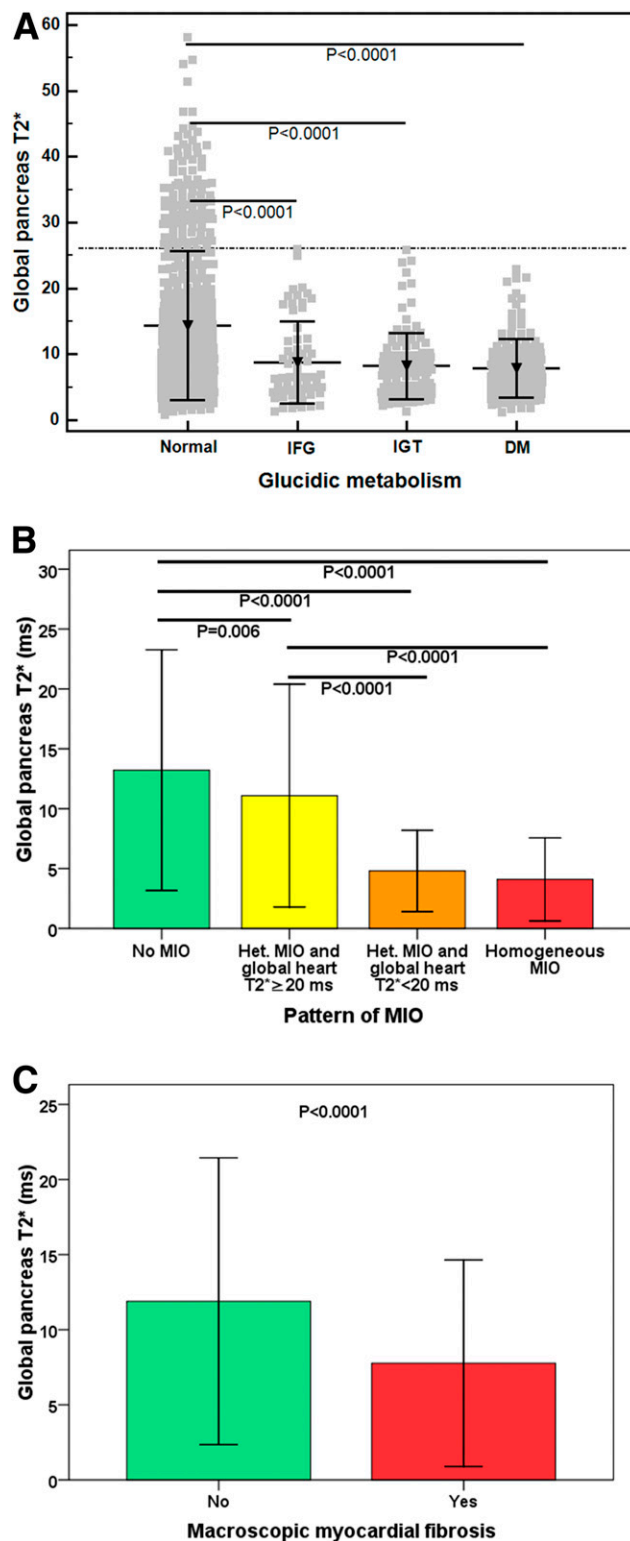 A
Global pancreas T2*
60
50
40
30
20
10
0
P<0.0001
P<0.0001
P<0.0001
Normal
IFG
IGT
DM
Glucidic metabolism
B
Global pancreas T2* (ms)
30
25
20
15
10
5
0
P<0.0001
P<0.0001
P=0.006
P<0.0001
P<0.0001
No MIO
Het. MIO and
global heart
T2*≥20 ms
Het. MIO and
global heart
T2*<20 ms
Homogeneous
MIO
Pattern of MIO
C
Global pancreas T2* (ms)
25
20
15
10
5
0
P<0.0001
No
Yes
Macroscopic myocardial fibrosis